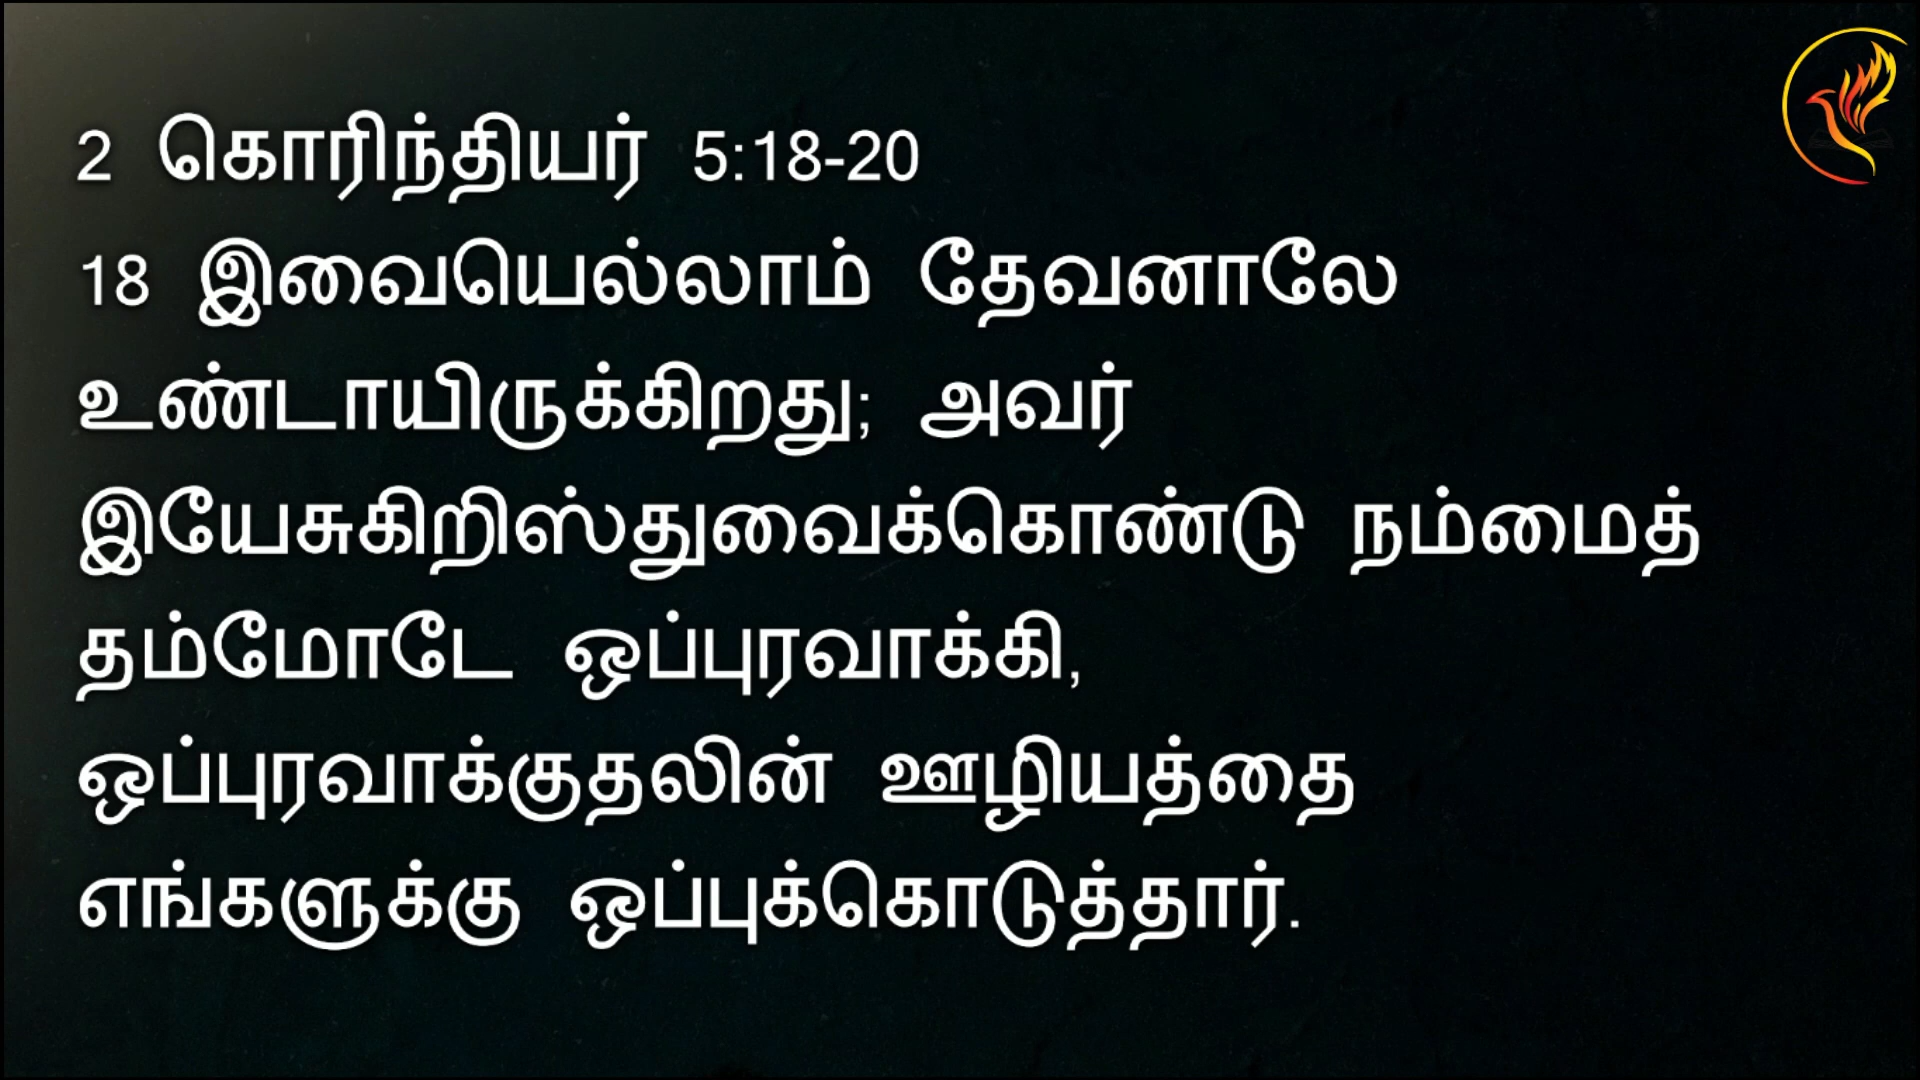 2 கொரிந்தியர் 5:18-20
18 இவையெல்லாம் தேவனாலே
உண்டாயிருக்கிறது; அவர்
இயேசுகிறிஸ்துவைக்கொண்டு நம்மைத்
தம்மோடே ஒப்புரவாக்கி,
ஒப்புரவாக்குதலின் ஊழியத்தை
எங்களுக்கு ஒப்புக்கொடுத்தார்.